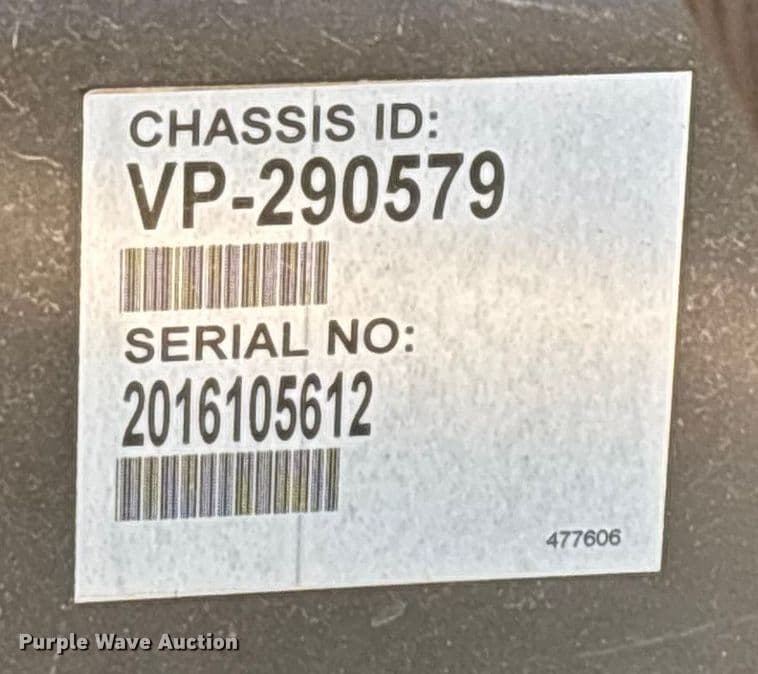 CHASSIS ID:
VP-290579
SERIAL NO:
2016105612
477606
Purple Wave Auction